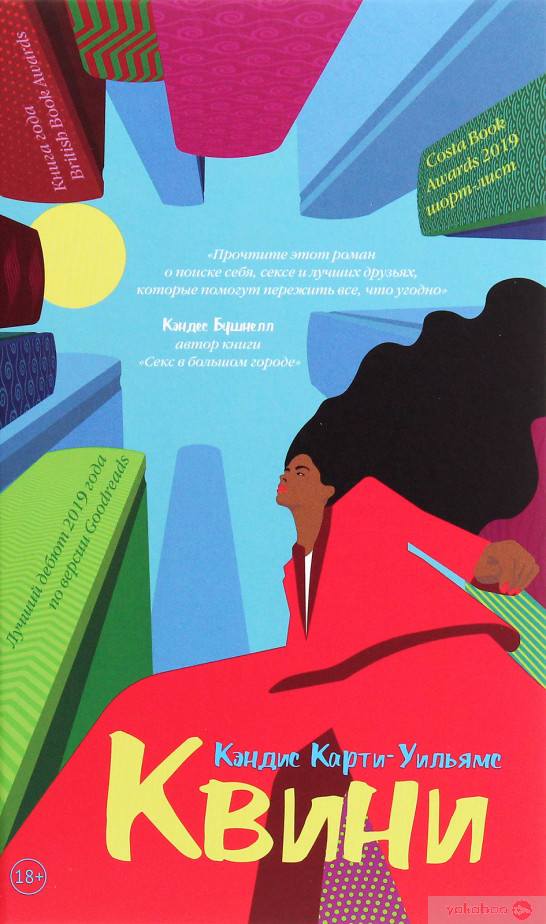 Книга года
British Book Awards
Costa Book
Awards 2019
шорт-лист
«Прочтите этот роман
о поиске себя, сексе и лучших друзьях,
которые помогут пережить все, что угодно»
Кэндес Бушнелл
автор книги
«Секс в большом городе»
Лучший дебют 2019 года
по версии Goodreads
Кэндис Карти-Уильямс
Квини
18+
yakaboo